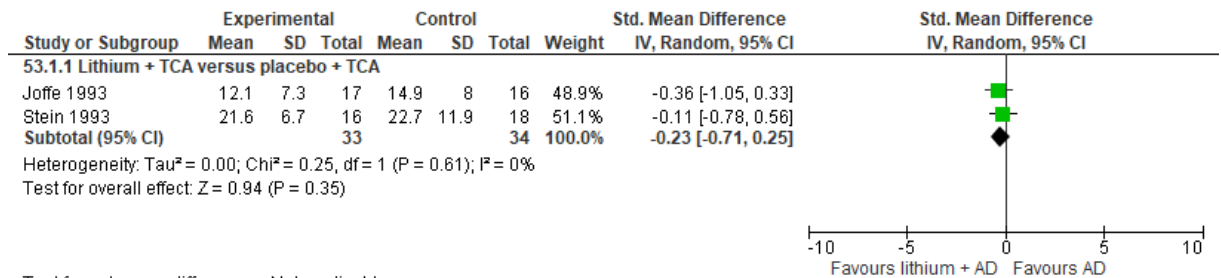 Experimental Control Std. Mean Difference Std. Mean Difference
Study or Subgroup Mean SD Total Mean SD Total Weight IV, Random, 95% CI IV, Random, 95% CI
53.1.1 Lithium + TCA versus placebo + TCA
Joffe 1993 12.1 7.3 17 14.9 8 16 48.9% -0.36 [-1.05, 0.33]
Stein 1993 21.6 6.7 16 22.7 11.9 18 51.1% -0.11 [-0.78, 0.56]
Subtotal (95% CI) 33 34 100.0% -0.23 [-0.71, 0.25]
Heterogeneity: Tau² = 0.00; Chi² = 0.25, df = 1 (P = 0.61); I² = 0%
Test for overall effect: Z = 0.94 (P = 0.35)
-10 -5 0 5 10
Favours lithium + AD Favours AD